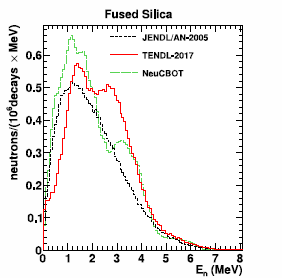 Fused Silica
neutrons/(10⁶decays × MeV)
JENDL/AN-2005
TENDL-2017
NeuCBOT
0.6
0.5
0.4
0.3
0.2
0.1
0
0 1 2 3 4 5 6 7 8
Eₙ (MeV)